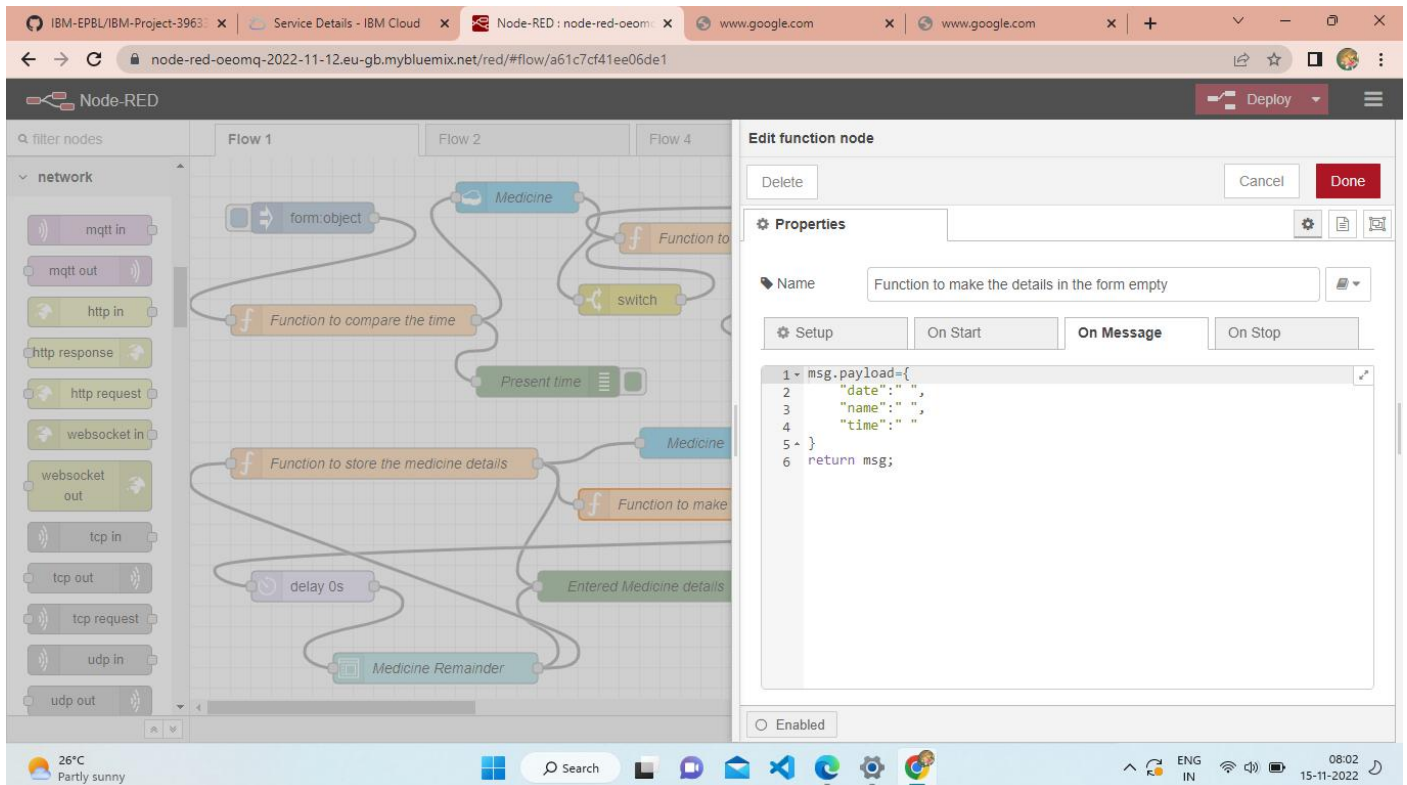 IBM-EPBL/IBM-Project-3963
Service Details - IBM Cloud
Node-RED : node-red-oeom
www.google.com
www.google.com
node-red-oeomq-2022-11-12.eu-gb.mybluemix.net/red/#flow/a61c7cf41ee06de1
Node-RED
Deploy
filter nodes
Flow 1
Flow 2
Flow 4
Edit function node
network
Delete
Cancel
Done
Medicine
form:object
mqtt in
Function to
Properties
mqtt out
Name
Function to make the details in the form empty
switch
http in
Function to compare the time
Setup
On Start
On Message
On Stop
http response
Present time
http request
1 msg.payload={
2 "date":" ",
3 "name":" ",
4 "time":" "
5 }
6 return msg;
websocket in
Medicine
Function to store the medicine details
websocket
out
Function to make
tcp in
tcp out
delay 0s
Entered Medicine details
tcp request
udp in
Medicine Remainder
udp out
Enabled
26°C
Partly sunny
Search
ENG
IN
08:02
15-11-2022